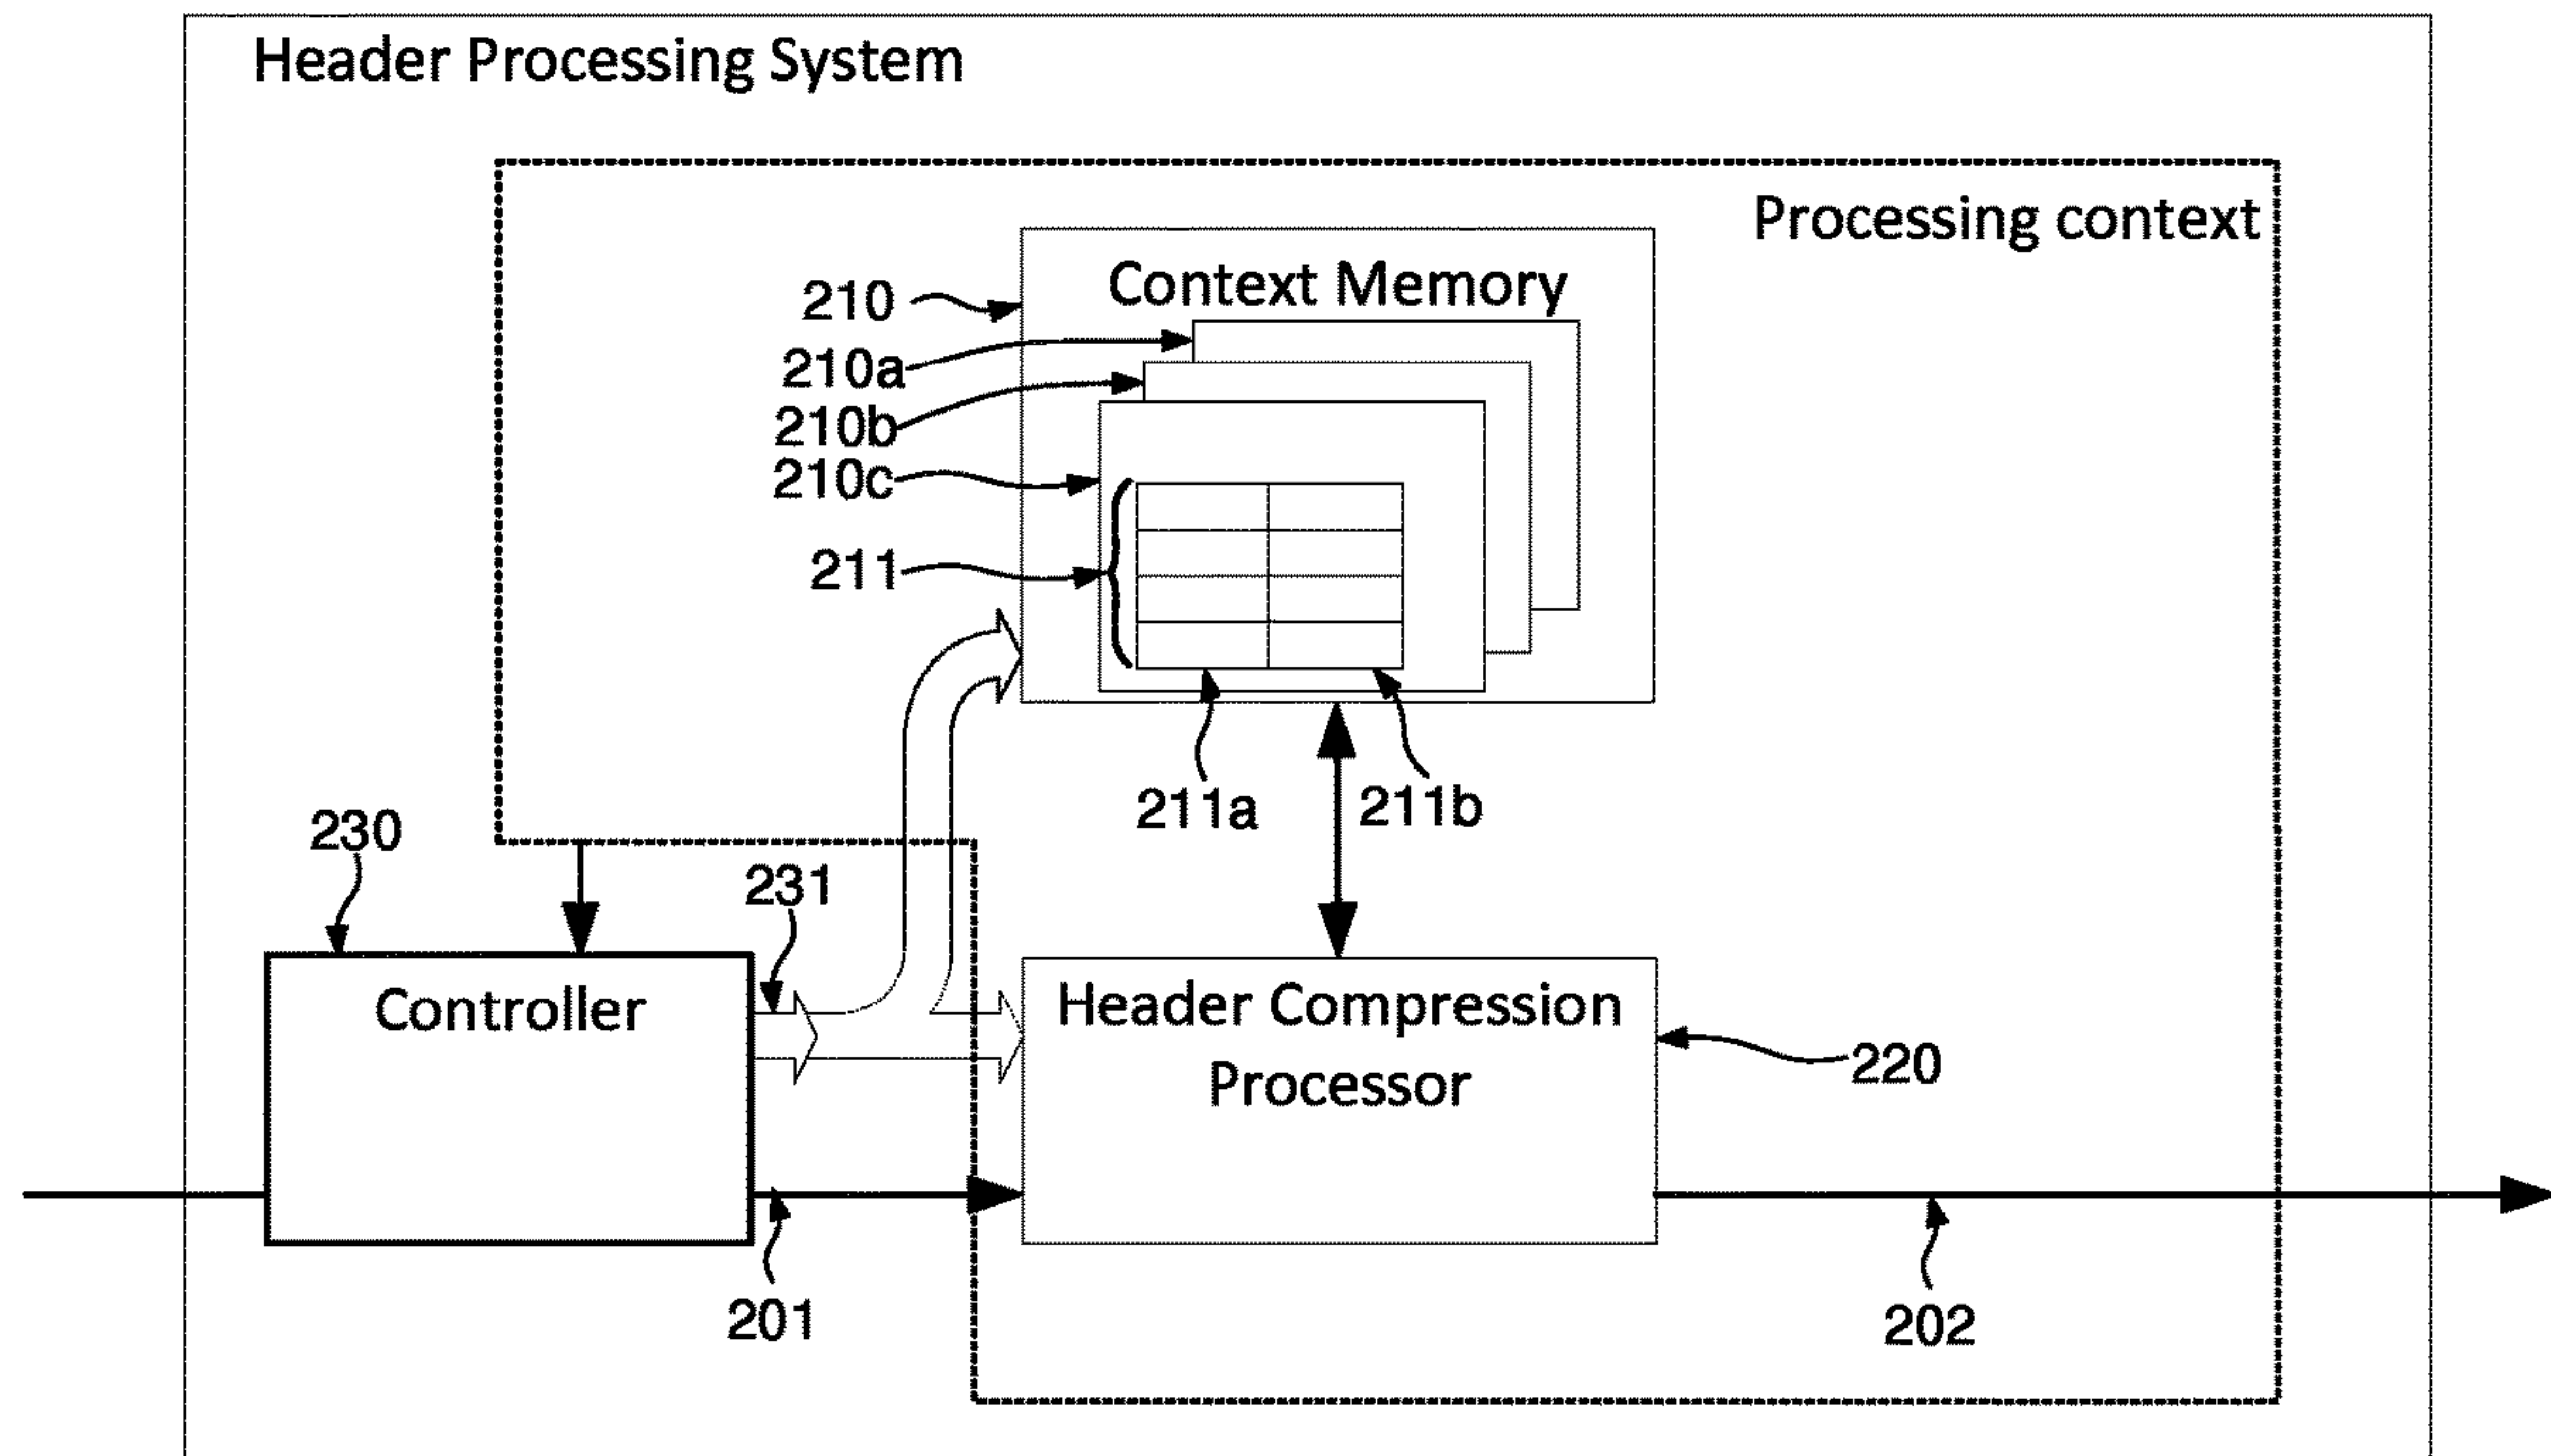 Header Processing System
Processing context
Context Memory
210
210a
210b
210c
211
211a
211b
230
231
Controller
Header Compression
Processor
220
201
202